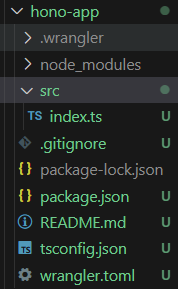 hono-app
.wrangler
node_modules
src
TS index.ts U
.gitignore U
{} package-lock.json
{} package.json U
README.md U
TS tsconfig.json U
wrangler.toml U